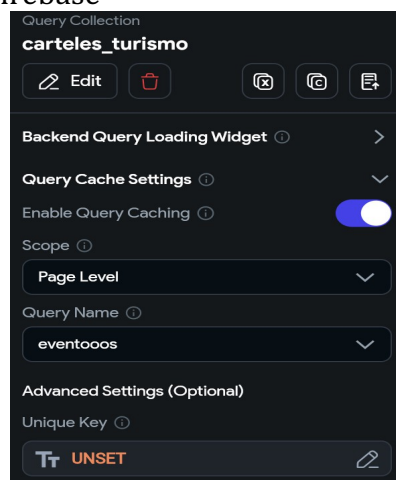 Query Collection
carteles_turismo
Edit
Backend Query Loading Widget
Query Cache Settings
Enable Query Caching
Scope
Page Level
Query Name
eventooos
Advanced Settings (Optional)
Unique Key
UNSET